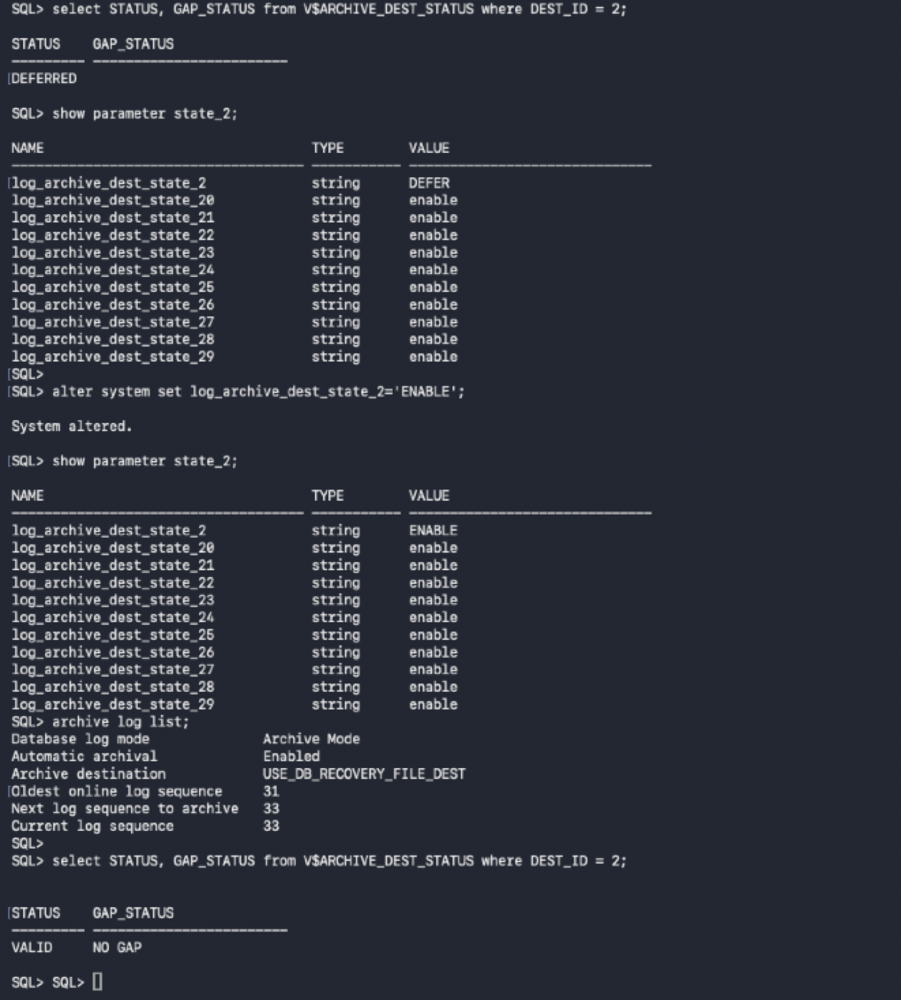 SQL> select STATUS, GAP_STATUS from V$ARCHIVE_DEST_STATUS where DEST_ID = 2;
STATUS    GAP_STATUS
--------- ------------------------
[DEFERRED
SQL> show parameter state_2;
NAME                                 TYPE        VALUE
------------------------------------ ----------- ------------------------------
[log_archive_dest_state_2             string      DEFER
log_archive_dest_state_20            string      enable
log_archive_dest_state_21            string      enable
log_archive_dest_state_22            string      enable
log_archive_dest_state_23            string      enable
log_archive_dest_state_24            string      enable
log_archive_dest_state_25            string      enable
log_archive_dest_state_26            string      enable
log_archive_dest_state_27            string      enable
log_archive_dest_state_28            string      enable
log_archive_dest_state_29            string      enable
[SQL>
[SQL> alter system set log_archive_dest_state_2='ENABLE';
System altered.
[SQL> show parameter state_2;
NAME                                 TYPE        VALUE
------------------------------------ ----------- ------------------------------
log_archive_dest_state_2             string      ENABLE
log_archive_dest_state_20            string      enable
log_archive_dest_state_21            string      enable
log_archive_dest_state_22            string      enable
log_archive_dest_state_23            string      enable
log_archive_dest_state_24            string      enable
log_archive_dest_state_25            string      enable
log_archive_dest_state_26            string      enable
log_archive_dest_state_27            string      enable
log_archive_dest_state_28            string      enable
log_archive_dest_state_29            string      enable
SQL> archive log list;
Database log mode              Archive Mode
Automatic archival             Enabled
Archive destination            USE_DB_RECOVERY_FILE_DEST
[Oldest online log sequence     31
Next log sequence to archive   33
Current log sequence           33
SQL>
SQL> select STATUS, GAP_STATUS from V$ARCHIVE_DEST_STATUS where DEST_ID = 2;
[STATUS    GAP_STATUS
--------- ------------------------
VALID     NO GAP
SQL> SQL>